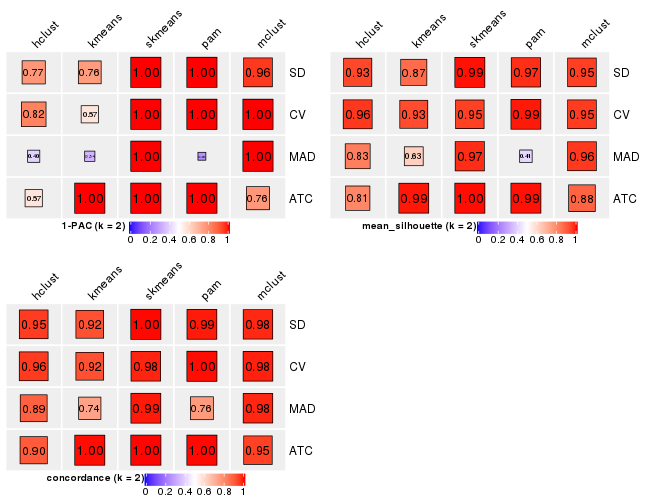 hclust kmeans skmeans pam mclust
0.77 0.76 1.00 1.00 0.96 SD
0.82 0.57 1.00 1.00 1.00 CV
0.40 1.00 1.00 MAD
0.57 1.00 1.00 1.00 0.76 ATC
1-PAC (k = 2)
0 0.2 0.4 0.6 0.8 1
hclust kmeans skmeans pam mclust
0.93 0.87 0.99 0.97 0.95 SD
0.96 0.93 0.95 0.99 0.95 CV
0.83 0.63 0.97 0.41 0.96 MAD
0.81 0.99 1.00 0.99 0.88 ATC
mean_silhouette (k = 2)
0 0.2 0.4 0.6 0.8 1
hclust kmeans skmeans pam mclust
0.95 0.92 1.00 0.99 0.98 SD
0.96 0.92 0.98 1.00 0.98 CV
0.89 0.74 0.99 0.76 0.98 MAD
0.90 1.00 1.00 1.00 0.95 ATC
concordance (k = 2)
0 0.2 0.4 0.6 0.8 1